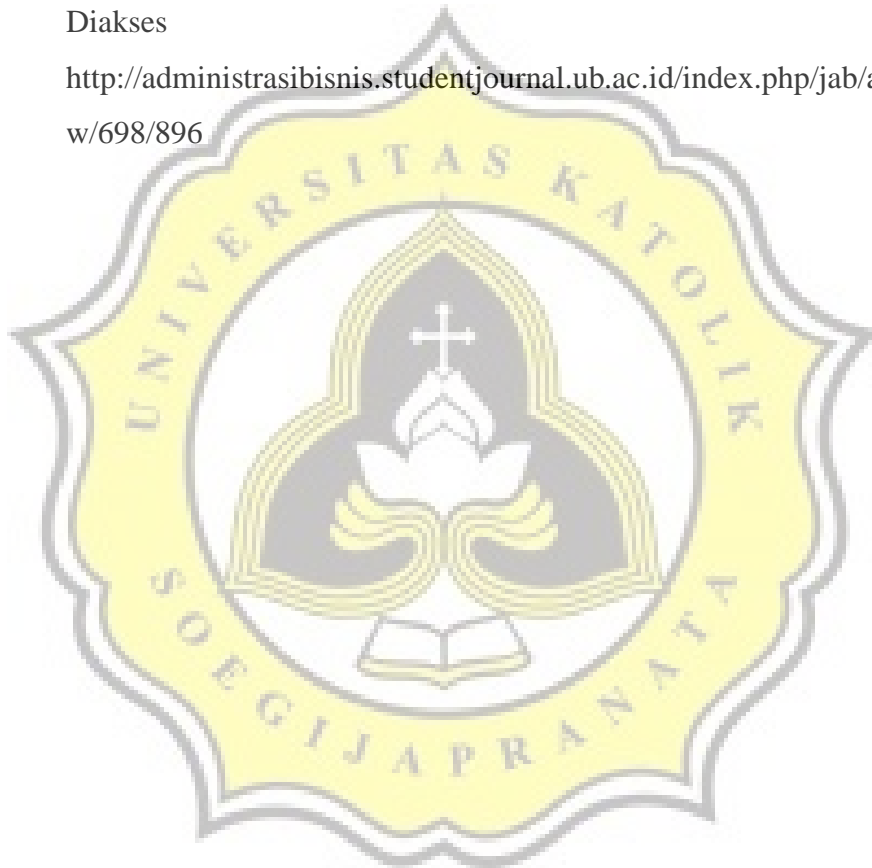 Diakses
http://administrasibisnis.studentjournal.ub.ac.id/index.php/jab/a
w/698/896
UNIVERSITAS KATOLIK
SOEGIJAPRANATA